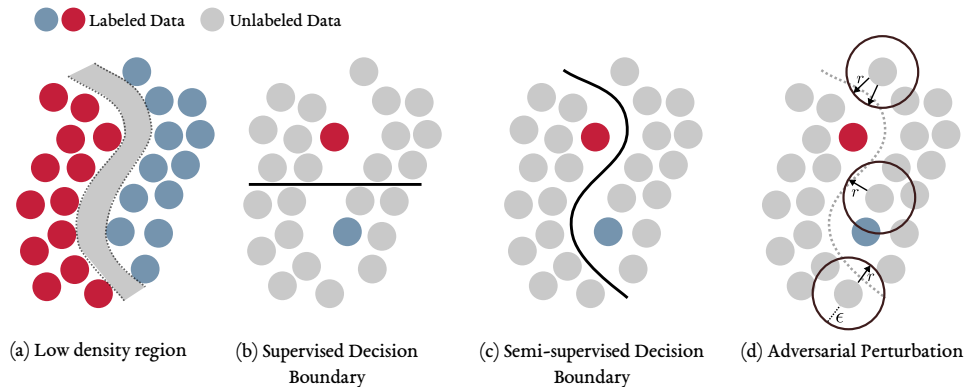 Labeled Data Unlabeled Data
r
r
r
ϵ
(a) Low density region
(b) Supervised Decision
Boundary
(c) Semi-supervised Decision
Boundary
(d) Adversarial Perturbation